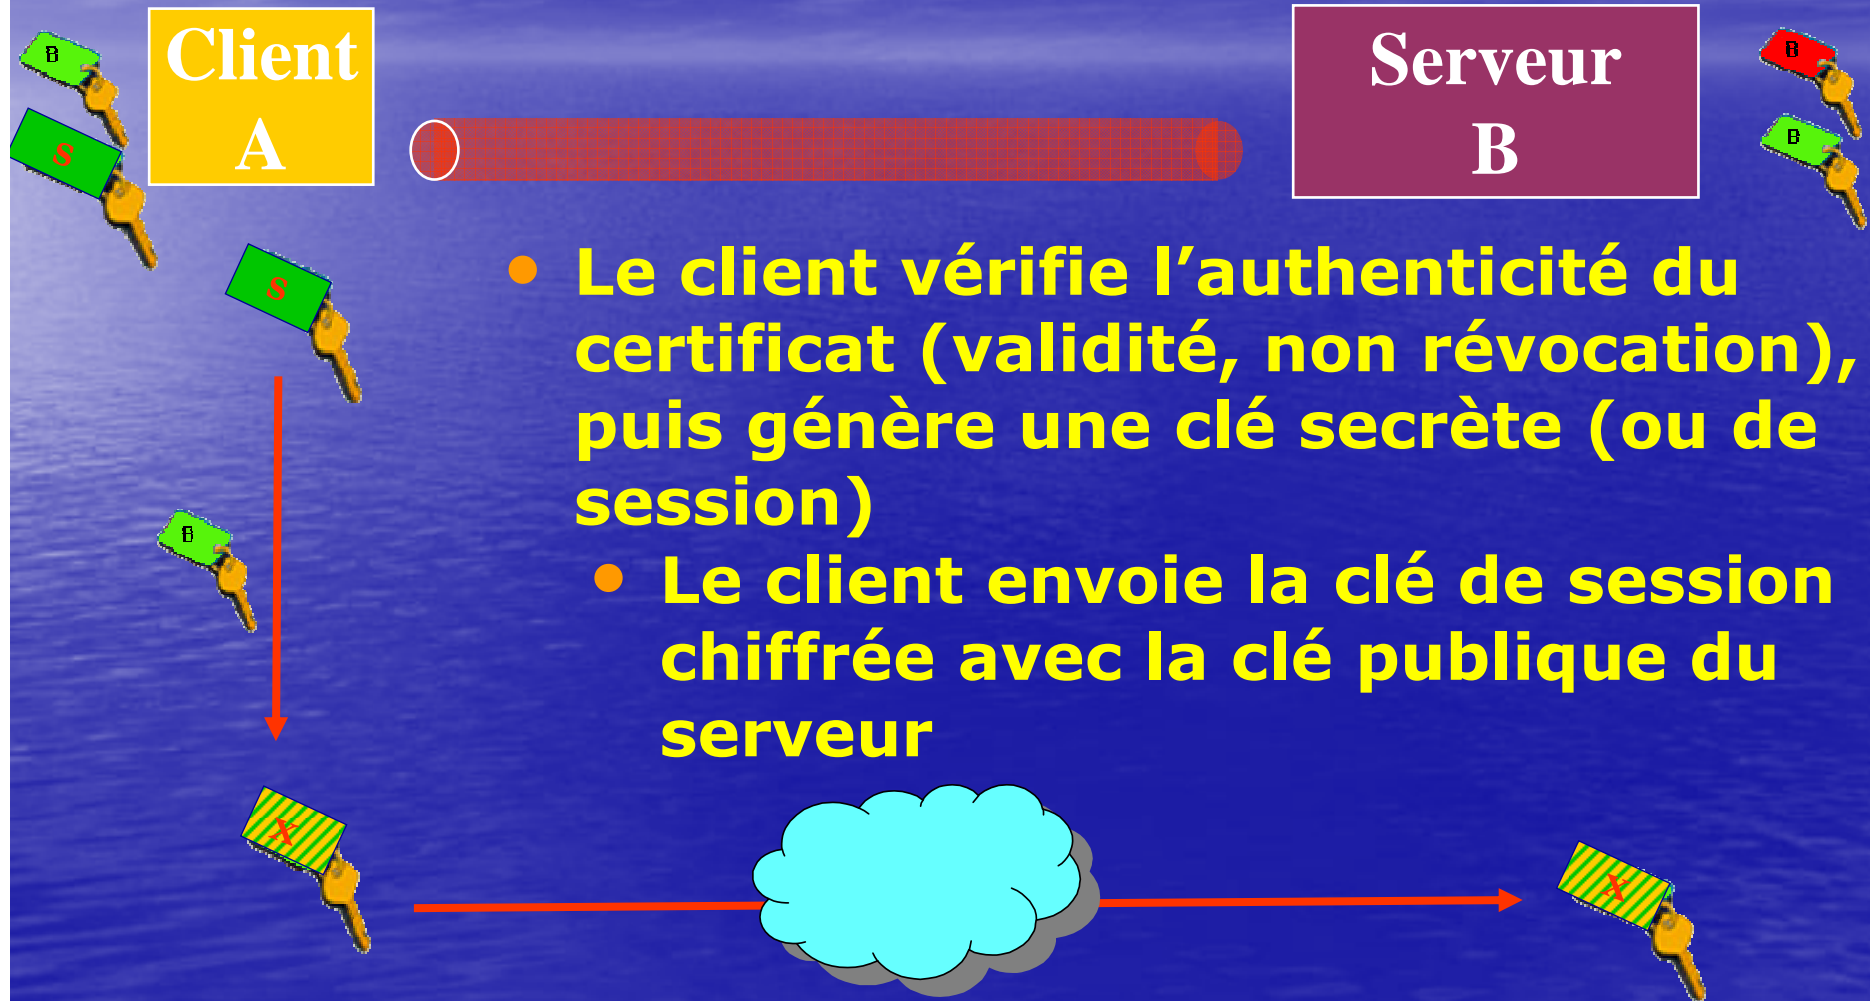 B
Client
A
Serveur
B
B
S
B
S
Le client vérifie l’authenticité du
certificat (validité, non révocation),
puis génère une clé secrète (ou de
session)
B
Le client envoie la clé de session
chiffrée avec la clé publique du
serveur
X
X